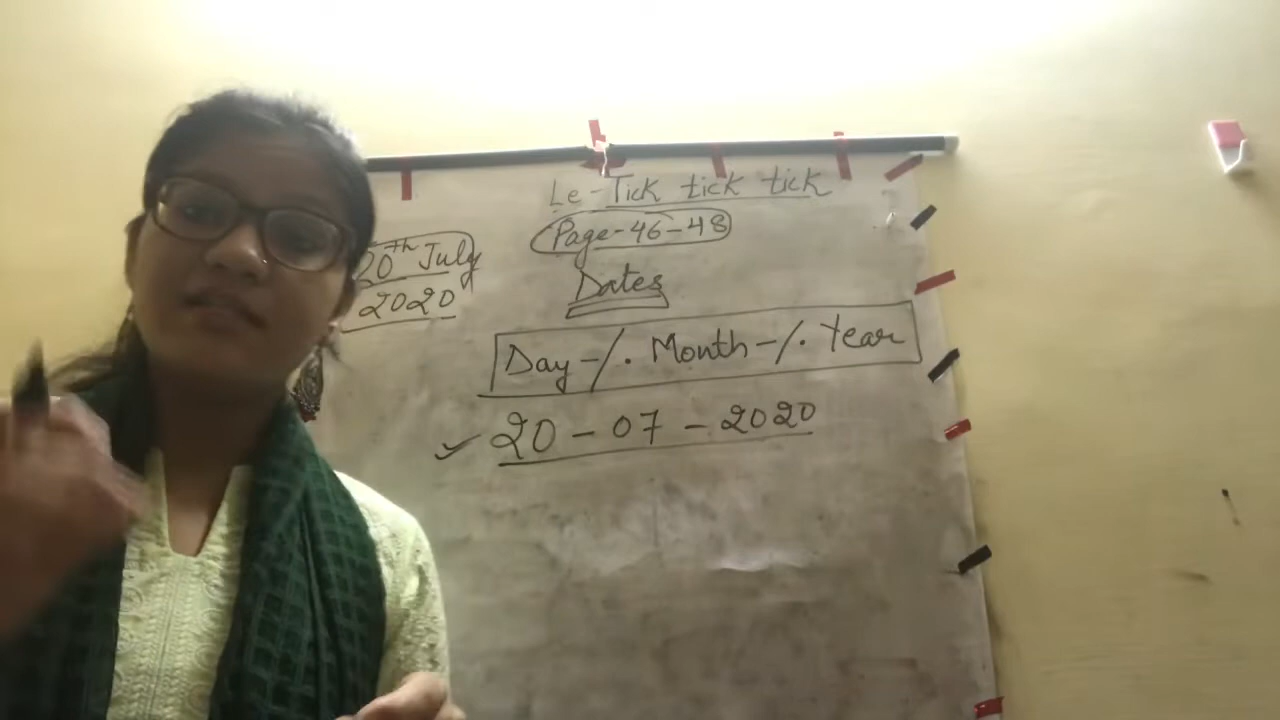 Le-Tick tick tick
Page-46-48
20th July
2020
Dates
Day-/. Month-/. Year
20-07-2020